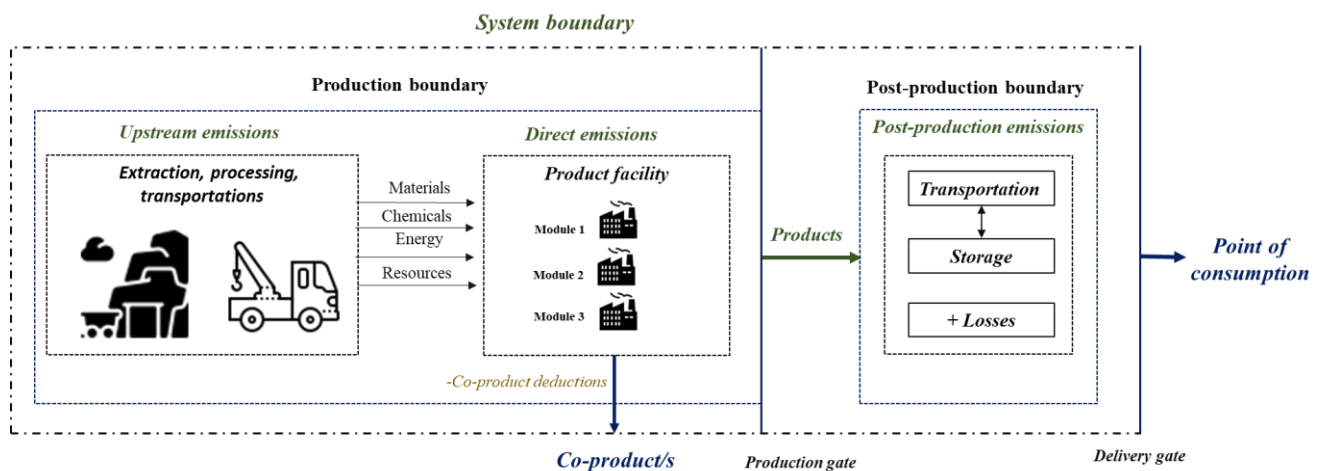 System boundary
Production boundary
Post-production boundary
Upstream emissions
Direct emissions
Post-production emissions
Extraction, processing,
transportations
Materials
Chemicals
Energy
Resources
Product facility
Module 1
Module 2
Module 3
Products
Transportation
Storage
+ Losses
Point of
consumption
-Co-product deductions
Co-product/s
Production gate
Delivery gate